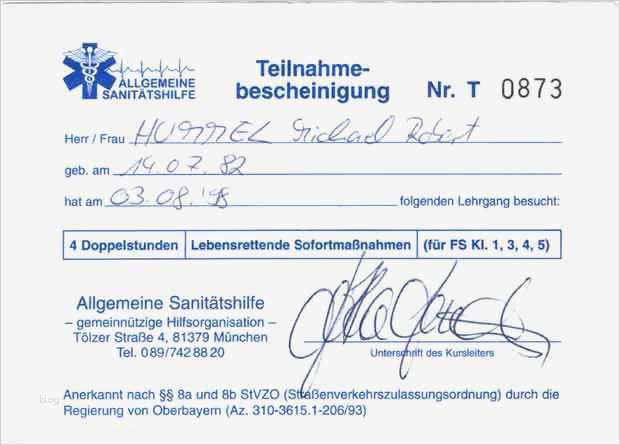 ALLGEMEINE
SANITÄTSHILFE
Teilnahme-
bescheinigung
Nr. T 0873
Herr / Frau HUMMEL Michael Robert
geb. am 14.07.82
hat am 03.08.'98 folgenden Lehrgang besucht:
4 Doppelstunden Lebensrettende Sofortmaßnahmen (für FS Kl. 1, 3, 4, 5)
Allgemeine Sanitätshilfe
– gemeinnützige Hilfsorganisation –
Tölzer Straße 4, 81379 München
Tel. 0 89/742 88 20
Unterschrift des Kursleiters
Anerkannt nach §§ 8a und 8b StVZO (Straßenverkehrszulassungsordnung) durch die
Regierung von Oberbayern (Az. 310-3615.1-206/93)